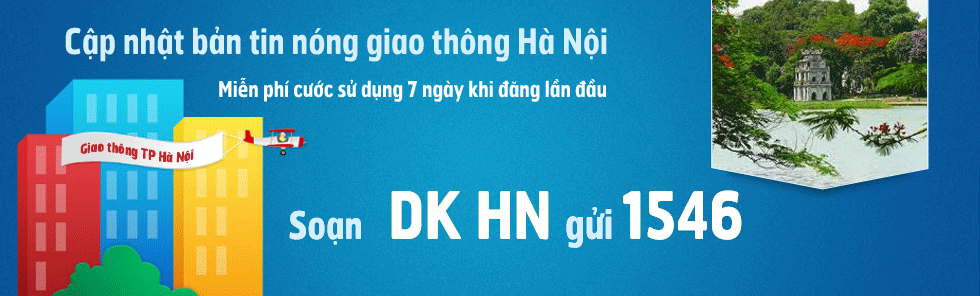 Cập nhật bản tin nóng giao thông Hà Nội
Miễn phí cước sử dụng 7 ngày khi đăng lần đầu
Giao thông TP Hà Nội
Soạn DK HN gửi 1546